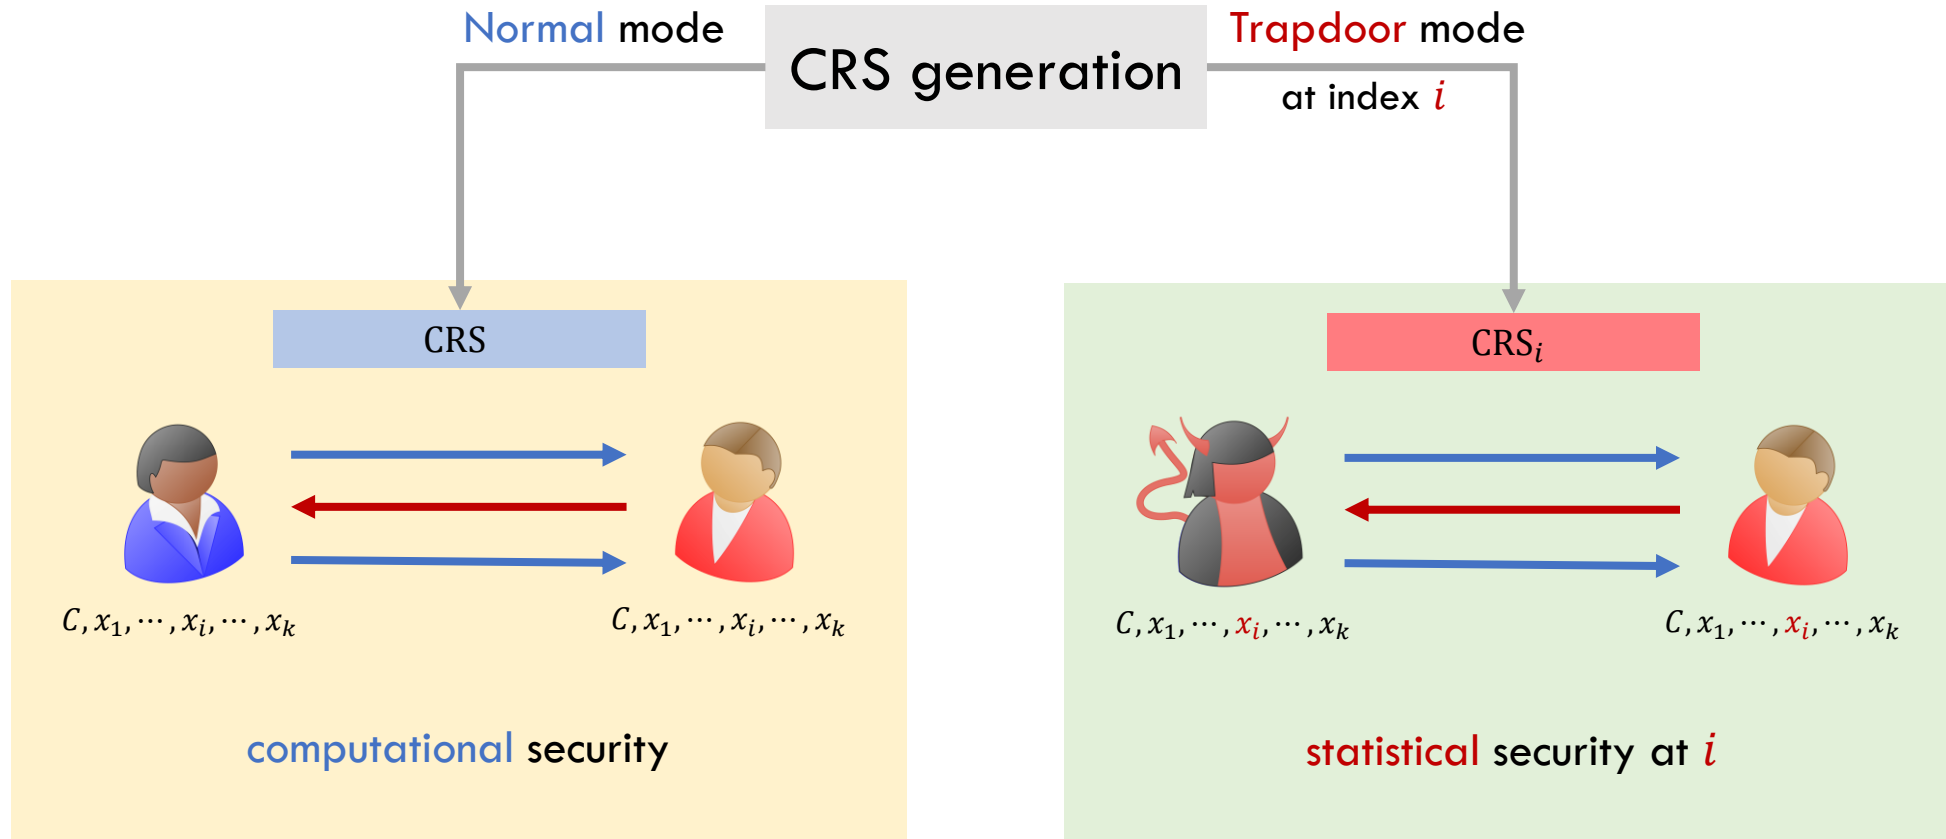 Normal mode
CRS generation
Trapdoor mode
at index i
CRS
C, x₁, ⋯, xᵢ, ⋯, xₖ
C, x₁, ⋯, xᵢ, ⋯, xₖ
computational security
CRSᵢ
C, x₁, ⋯, xᵢ, ⋯, xₖ
C, x₁, ⋯, xᵢ, ⋯, xₖ
statistical security at i